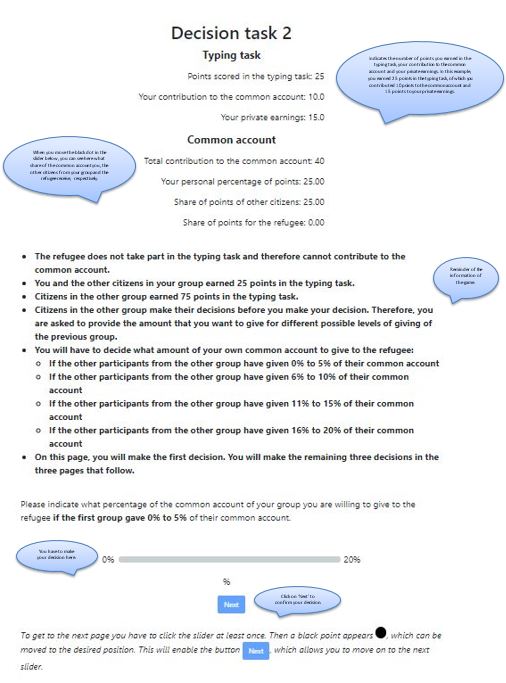 Decision task 2
Typing task
Points scored in the typing task: 25
Your contribution to the common account: 10.0
Your private earnings: 15.0
Indicates the number of points you earned in the
typing task, your contribution to the common
account and your private earnings. In this example,
you earned 25 points in the typing task, of which you
contributed 10 points to the common account and
15 points to your private earnings.
Common account
When you move the black dot in the
slider below, you can see here what
share of the common account you, the
other citizens from your group and the
refugee receive, respectively.
Total contribution to the common account: 40
Your personal percentage of points: 25.00
Share of points of other citizens: 25.00
Share of points for the refugee: 0.00
• The refugee does not take part in the typing task and therefore cannot contribute to the
common account.
Reminder of the
information of
the game
• You and the other citizens in your group earned 25 points in the typing task.
• Citizens in the other group earned 75 points in the typing task.
• Citizens in the other group make their decisions before you make your decision. Therefore, you
are asked to provide the amount that you want to give for different possible levels of giving of
the previous group.
• You will have to decide what amount of your own common account to give to the refugee:
o If the other participants from the other group have given 0% to 5% of their common account
o If the other participants from the other group have given 6% to 10% of their common
account
o If the other participants from the other group have given 11% to 15% of their common
account
o If the other participants from the other group have given 16% to 20% of their common
account
• On this page, you will make the first decision. You will make the remaining three decisions in the
three pages that follow.
Please indicate what percentage of the common account of your group you are willing to give to the
refugee if the first group gave 0% to 5% of their common account.
You have to make
your decision here
0% 20%
%
Next
Click on 'Next' to
confirm your decision
To get to the next page you have to click the slider at least once. Then a black point appears , which can be
moved to the desired position. This will enable the button Next , which allows you to move on to the next
slider.